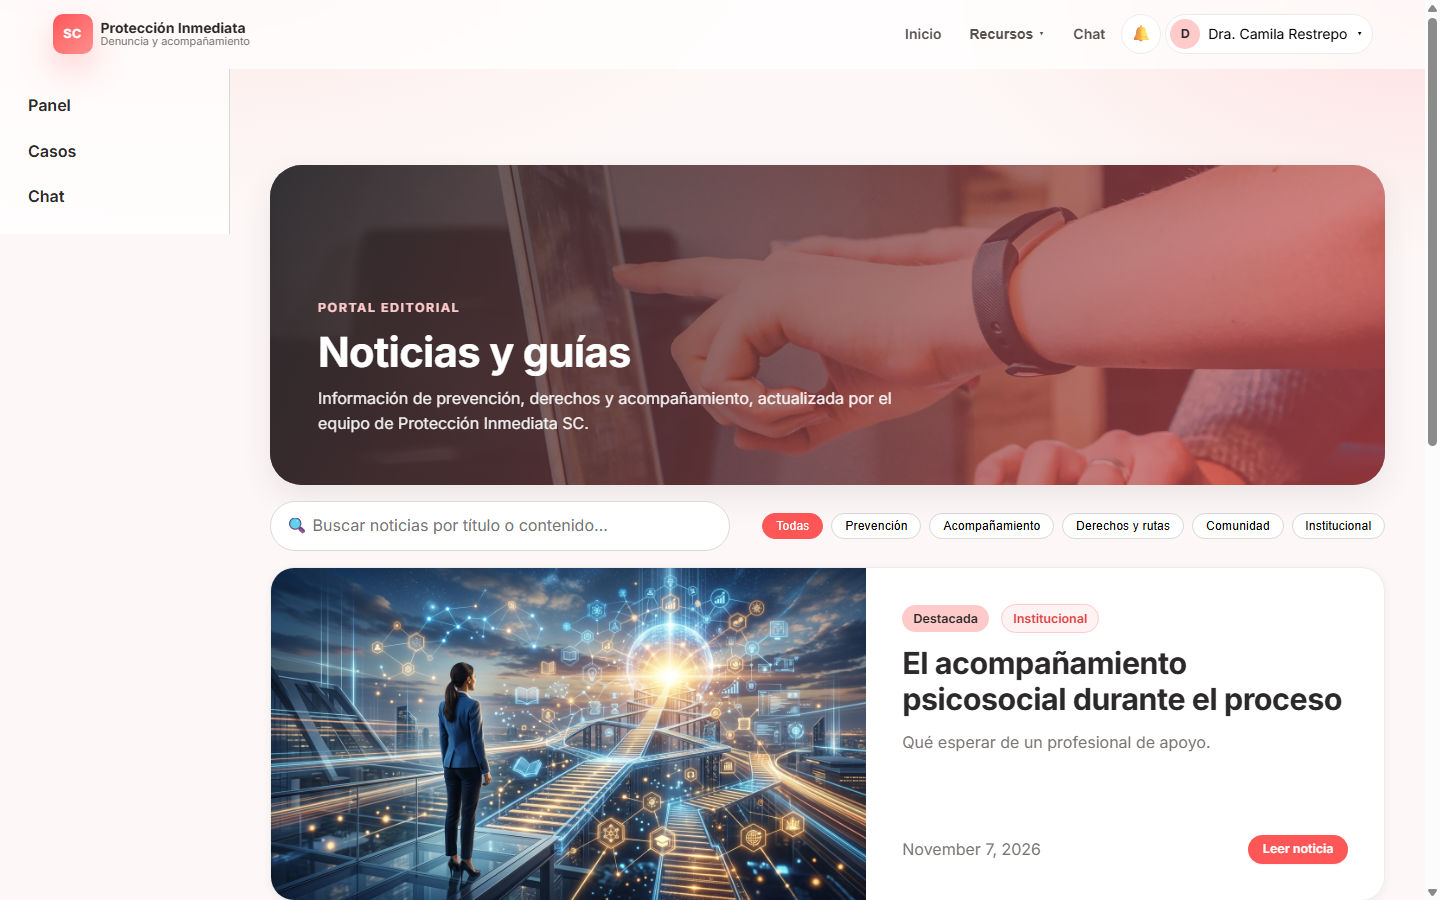 SC
Protección Inmediata
Denuncia y acompañamiento
Inicio
Recursos
Chat
D
Dra. Camila Restrepo
Panel
Casos
Chat
PORTAL EDITORIAL
Noticias y guías
Información de prevención, derechos y acompañamiento, actualizada por el
equipo de Protección Inmediata SC.
Buscar noticias por título o contenido...
Todas
Prevención
Acompañamiento
Derechos y rutas
Comunidad
Institucional
Destacada
Institucional
El acompañamiento
psicosocial durante el proceso
Qué esperar de un profesional de apoyo.
November 7, 2026
Leer noticia